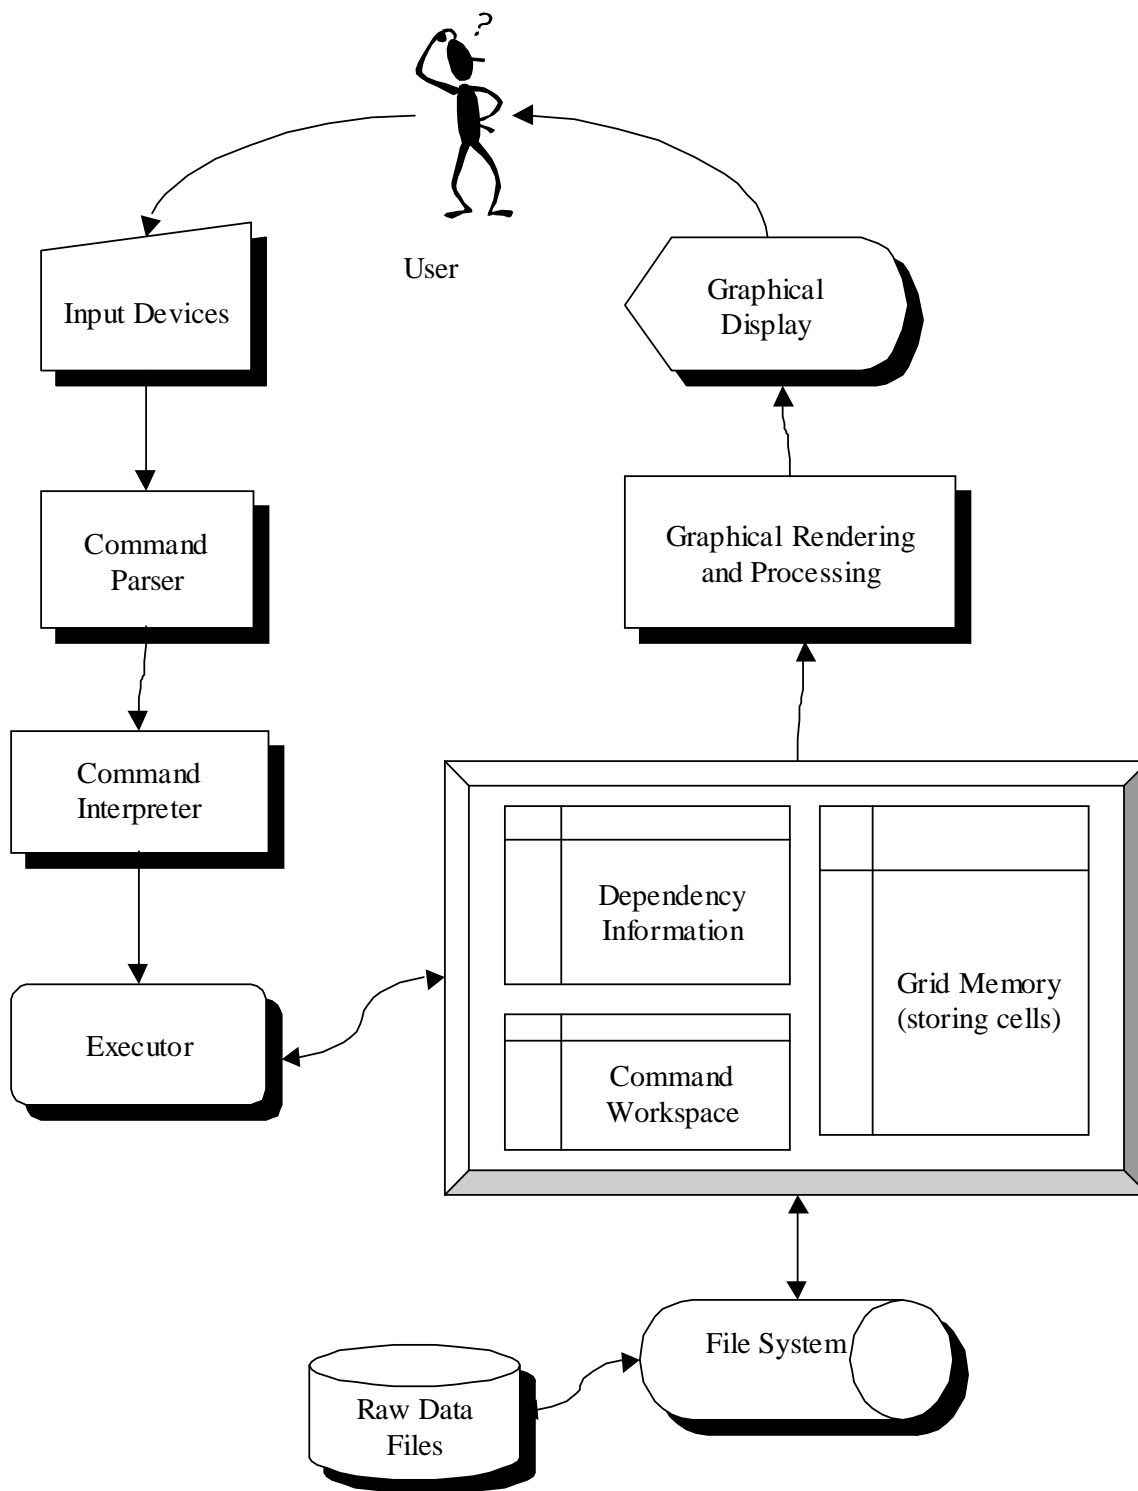 ?
User
Input Devices
Graphical
Display
Command
Parser
Graphical Rendering
and Processing
Command
Interpreter
Dependency
Information
Grid Memory
(storing cells)
Executor
Command
Workspace
File System
Raw Data
Files